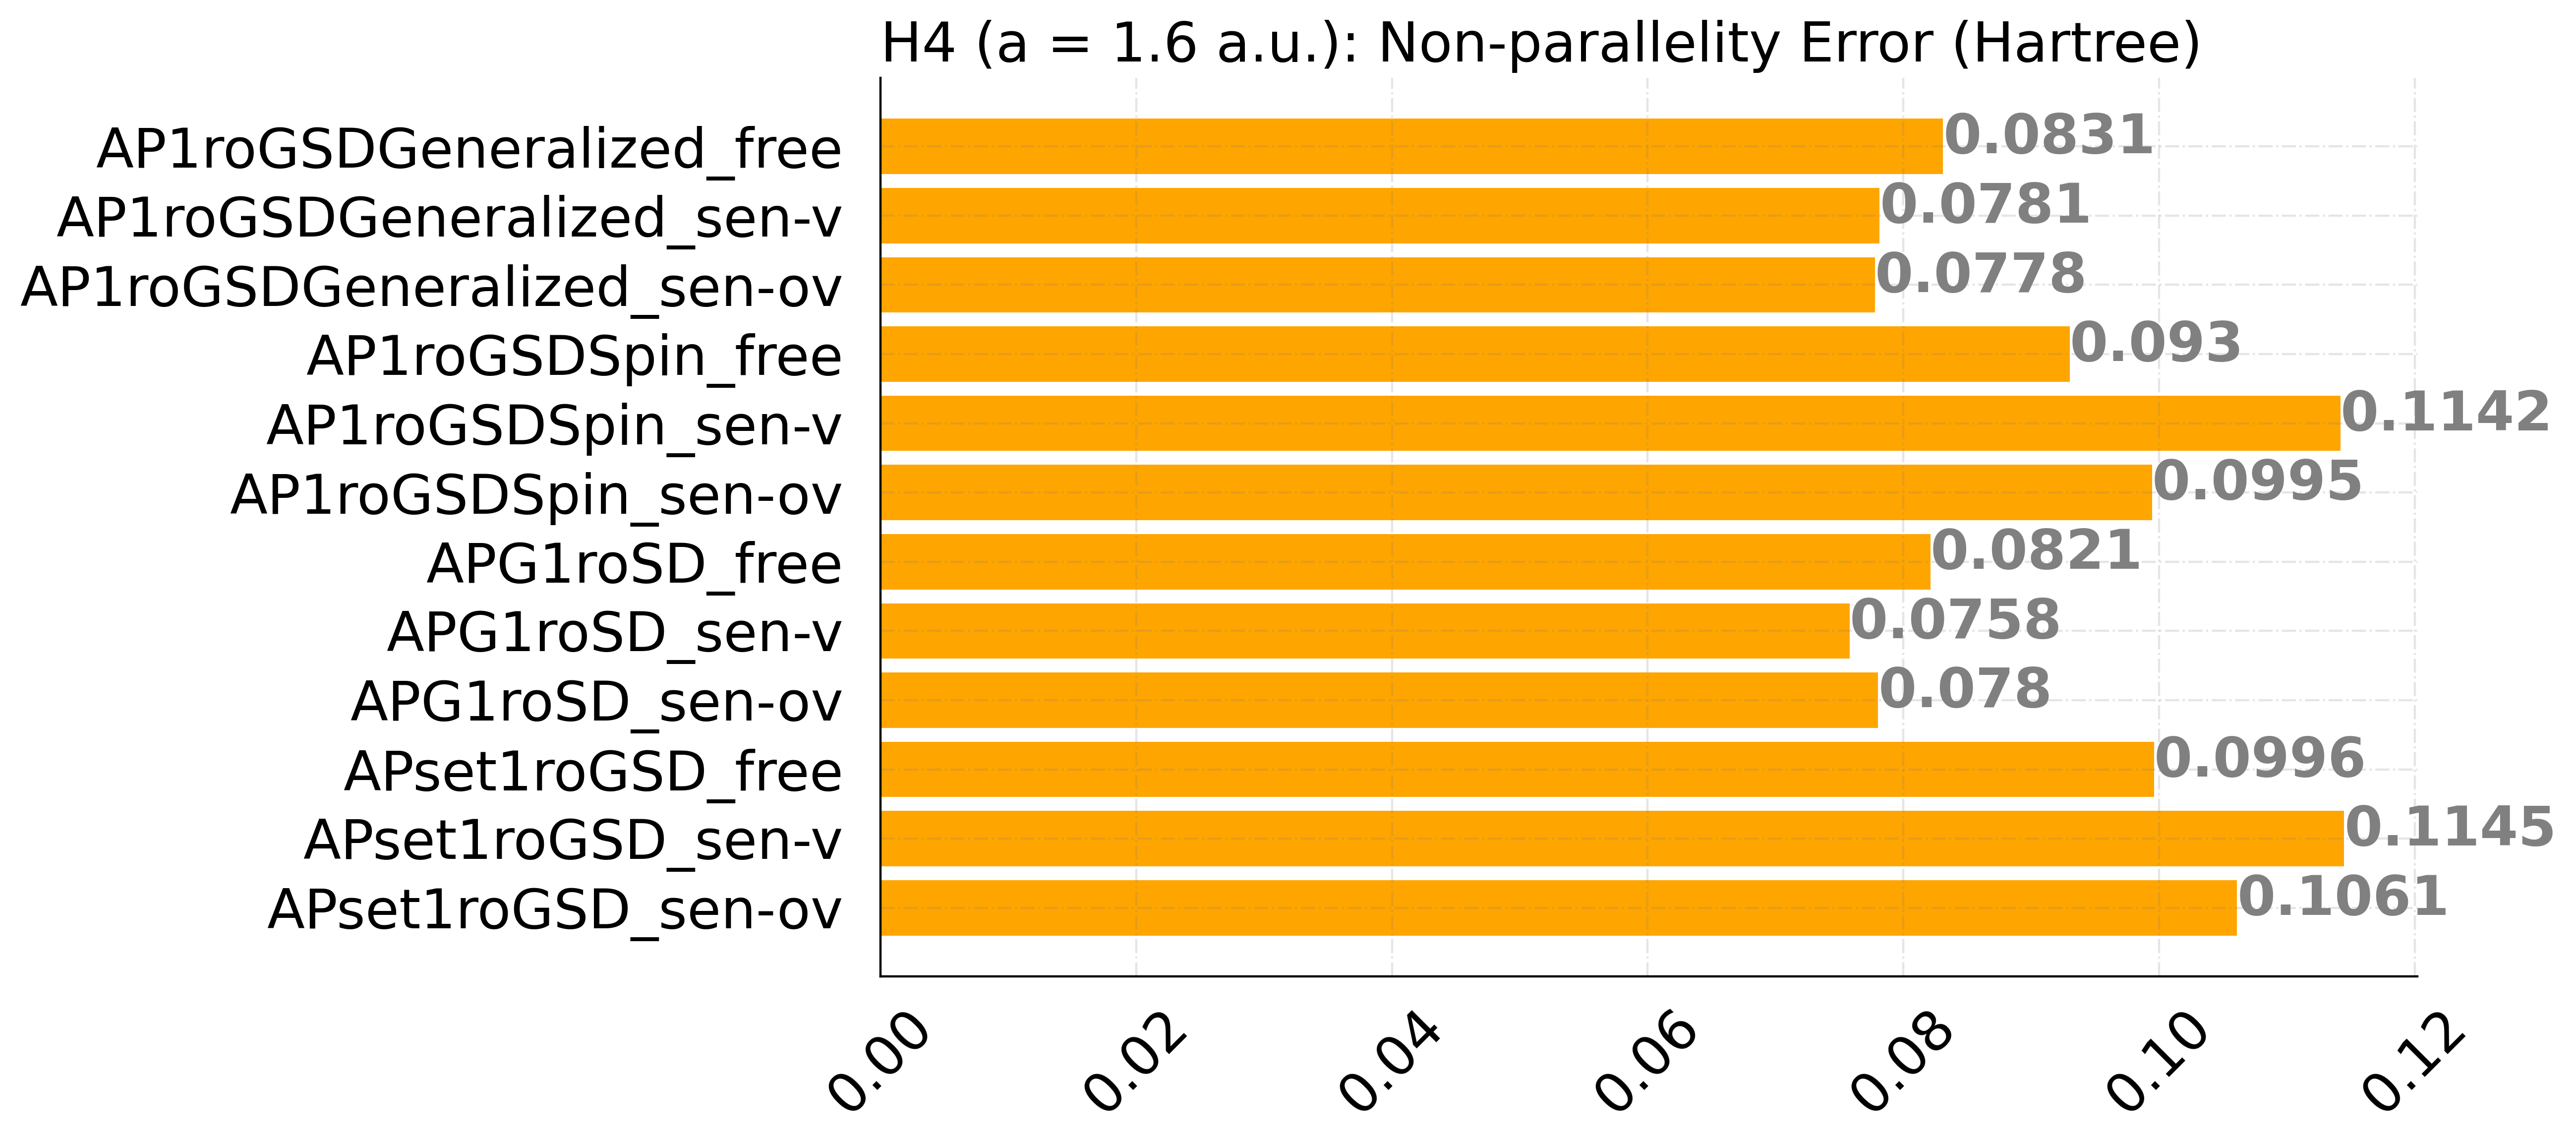 H4 (a = 1.6 a.u.): Non-parallelity Error (Hartree)
AP1roGSDGeneralized_free 0.0831
AP1roGSDGeneralized_sen-v 0.0781
AP1roGSDGeneralized_sen-ov 0.0778
AP1roGSDSpin_free 0.093
AP1roGSDSpin_sen-v 0.1142
AP1roGSDSpin_sen-ov 0.0995
APG1roSD_free 0.0821
APG1roSD_sen-v 0.0758
APG1roSD_sen-ov 0.078
APset1roGSD_free 0.0996
APset1roGSD_sen-v 0.1145
APset1roGSD_sen-ov 0.1061
0.00 0.02 0.04 0.06 0.08 0.10 0.12